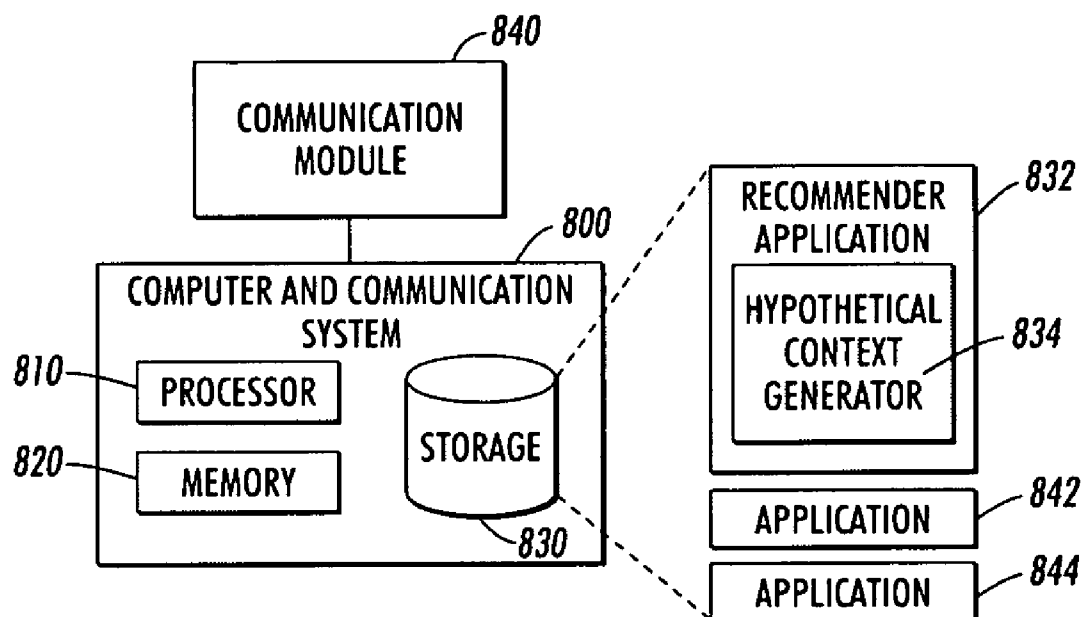 840
COMMUNICATION
MODULE
800
COMPUTER AND COMMUNICATION
SYSTEM
810
PROCESSOR
820
MEMORY
STORAGE
830
832
RECOMMENDER
APPLICATION
HYPOTHETICAL
CONTEXT
GENERATOR
834
842
APPLICATION
844
APPLICATION